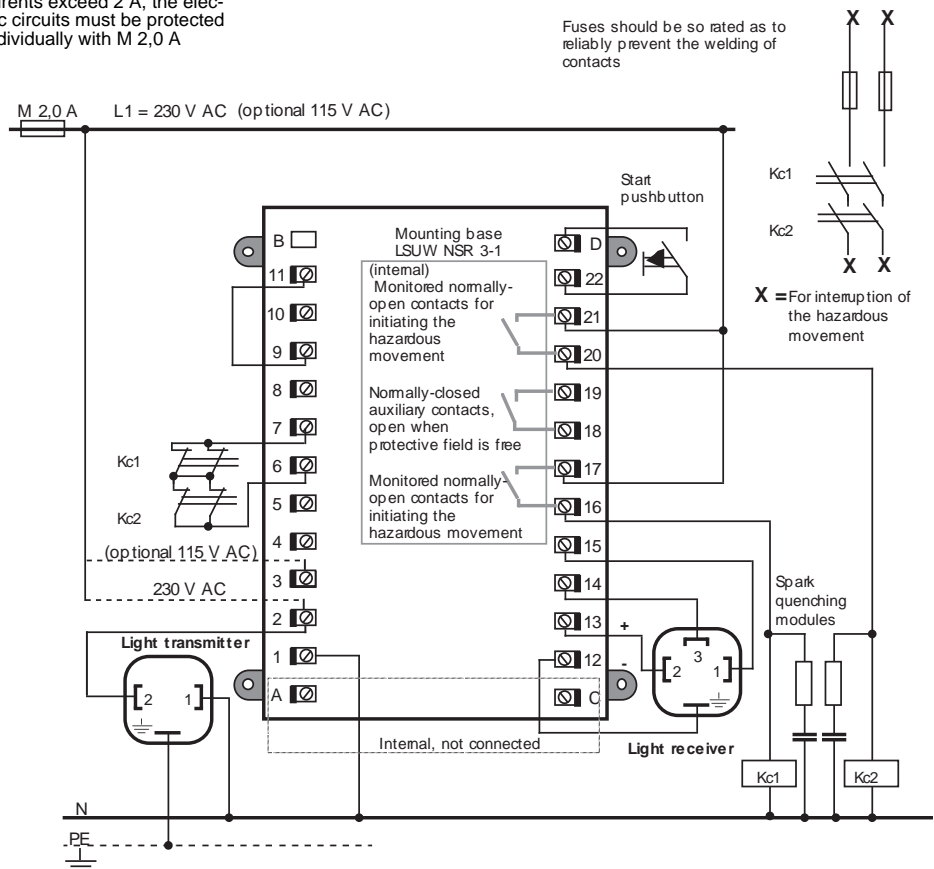 rents exceed 2 A, the elec-
c circuits must be protected
dividually with M 2,0 A
Fuses should be so rated as to
reliably prevent the welding of
contacts
X X
M 2,0 A L1 = 230 V AC (optional 115 V AC)
Kc1
Kc2
X X
X = For interruption of
the hazardous
movement
Start
pushbutton
Mounting base
LSUW NSR 3-1
(internal)
Monitored normally-
open contacts for
initiating the
hazardous
movement
Normally-closed
auxiliary contacts,
open when
protective field is free
Monitored normally-
open contacts for
initiating the
hazardous movement
B
11
10
9
8
7
6
5
4
3
2
1
A
D
22
21
20
19
18
17
16
15
14
13 +
12 -
C
Kc1
Kc2
(optional 115 V AC)
230 V AC
Light transmitter
2 1
Internal, not connected
3
2 1
Light receiver
Spark
quenching
modules
Kc1 Kc2
N
PE